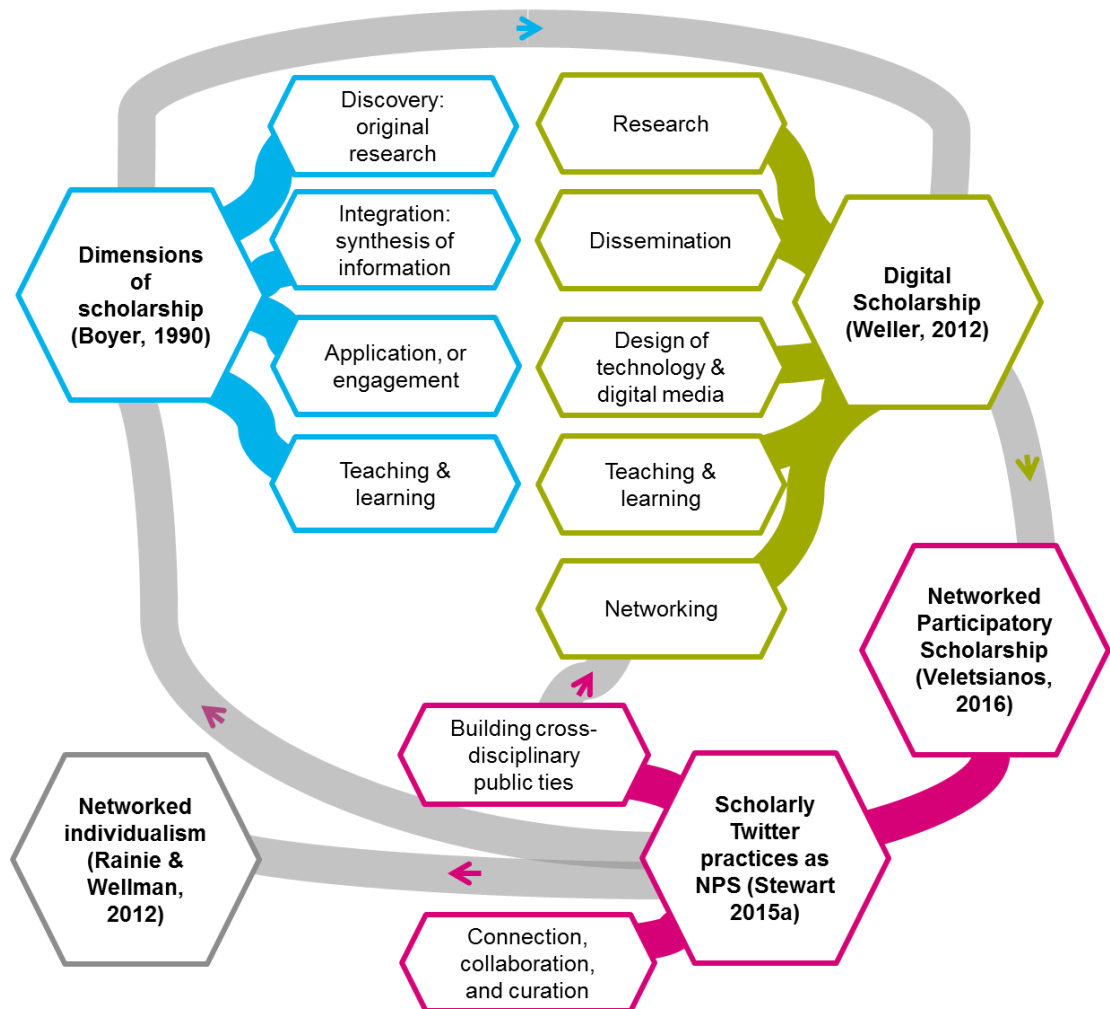 Dimensions
of
scholarship
(Boyer, 1990)
Discovery:
original
research
Integration:
synthesis of
information
Application, or
engagement
Teaching &
learning
Research
Dissemination
Design of
technology &
digital media
Teaching &
learning
Networking
Digital
Scholarship
(Weller, 2012)
Networked
Participatory
Scholarship
(Veletsianos,
2016)
Building cross-
disciplinary
public ties
Scholarly
Twitter
practices as
NPS (Stewart
2015a)
Connection,
collaboration,
and curation
Networked
individualism
(Rainie &
Wellman,
2012)